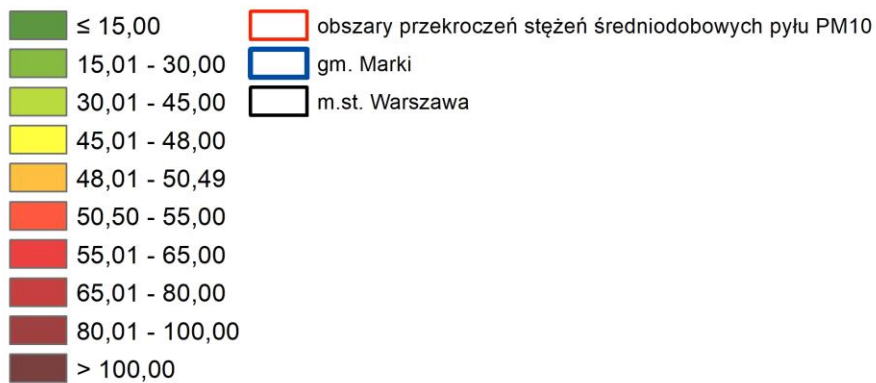 ≤ 15,00
15,01 - 30,00
30,01 - 45,00
45,01 - 48,00
48,01 - 50,49
50,50 - 55,00
55,01 - 65,00
65,01 - 80,00
80,01 - 100,00
> 100,00
obszary przekroczeń stężeń średniodobowych pyłu PM10
gm. Marki
m.st. Warszawa